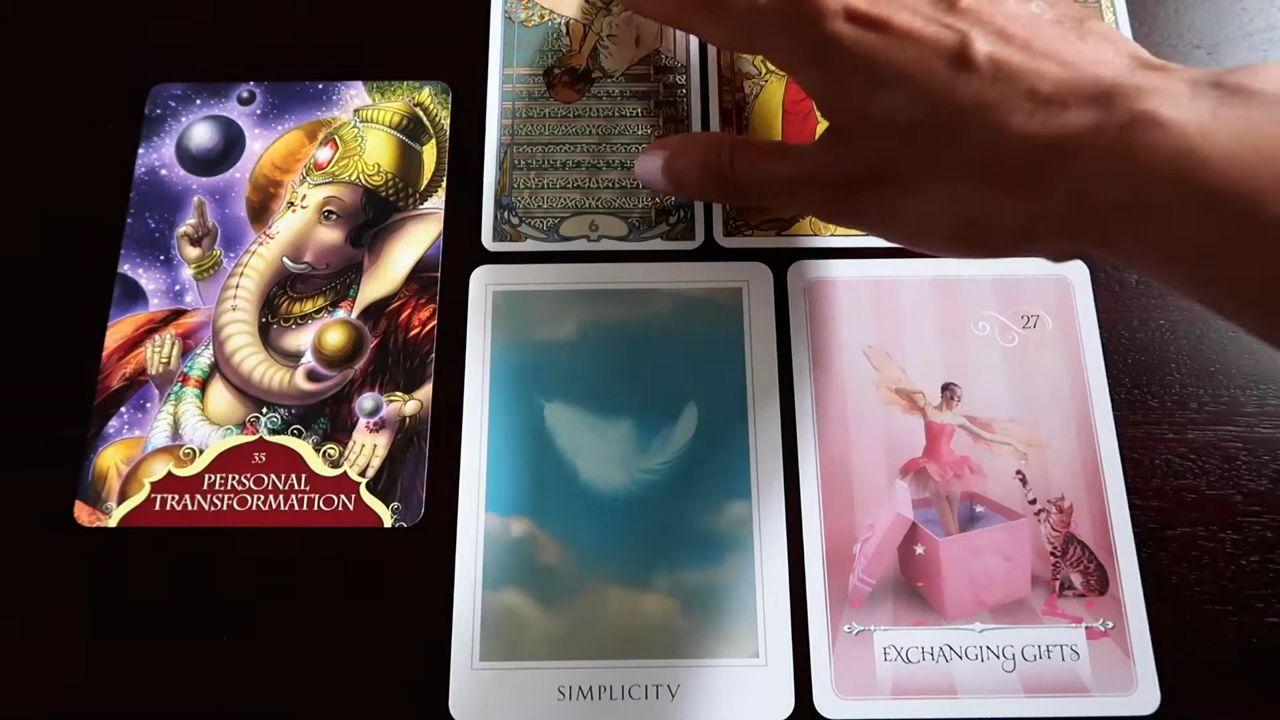 6
35
PERSONAL
TRANSFORMATION
SIMPLICITY
27
EXCHANGING GIFTS